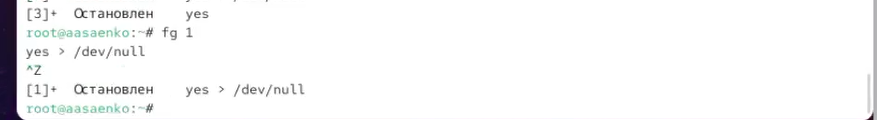 [3]+  Остановлен    yes
root@aasaenko:~# fg 1
yes > /dev/null
^Z
[1]+  Остановлен    yes > /dev/null
root@aasaenko:~#